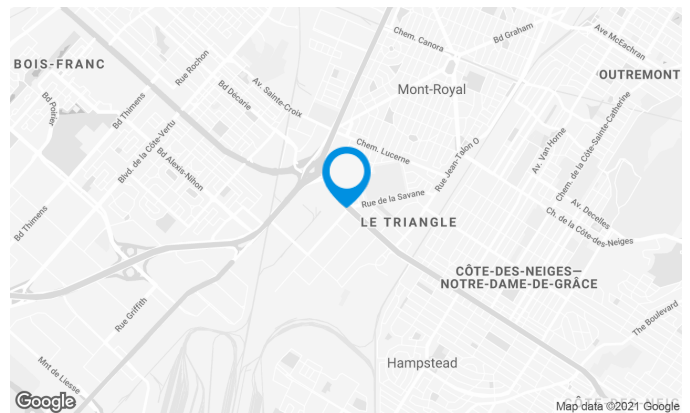 Ave McEachran
Bd Graham
Chem. Canora
BOIS-FRANC
Rue Rochon
OUTREMONT
Mont-Royal
Bd Décarie
Av. Sainte-Croix
Bd Poirier
Bd Thimens
Blvd. de la Côte-Vertu
Bd Alexis-Nihon
Chem. Lucerne
Rue Jean-Talon O
Av. Van Horne
Chem. de la Côte-Sainte-Catherine
Rue de la Savane
Av. Decelles
Ch. de la Côte-des-Neiges
LE TRIANGLE
Bd Thimens
CÔTE-DES-NEIGES—
NOTRE-DAME-DE-GRÂCE
Rue Griffith
The Boulevard
Mnt de Liesse
Hampstead
CÔTE-DES-NEIG
Google
Map data ©2021 Google